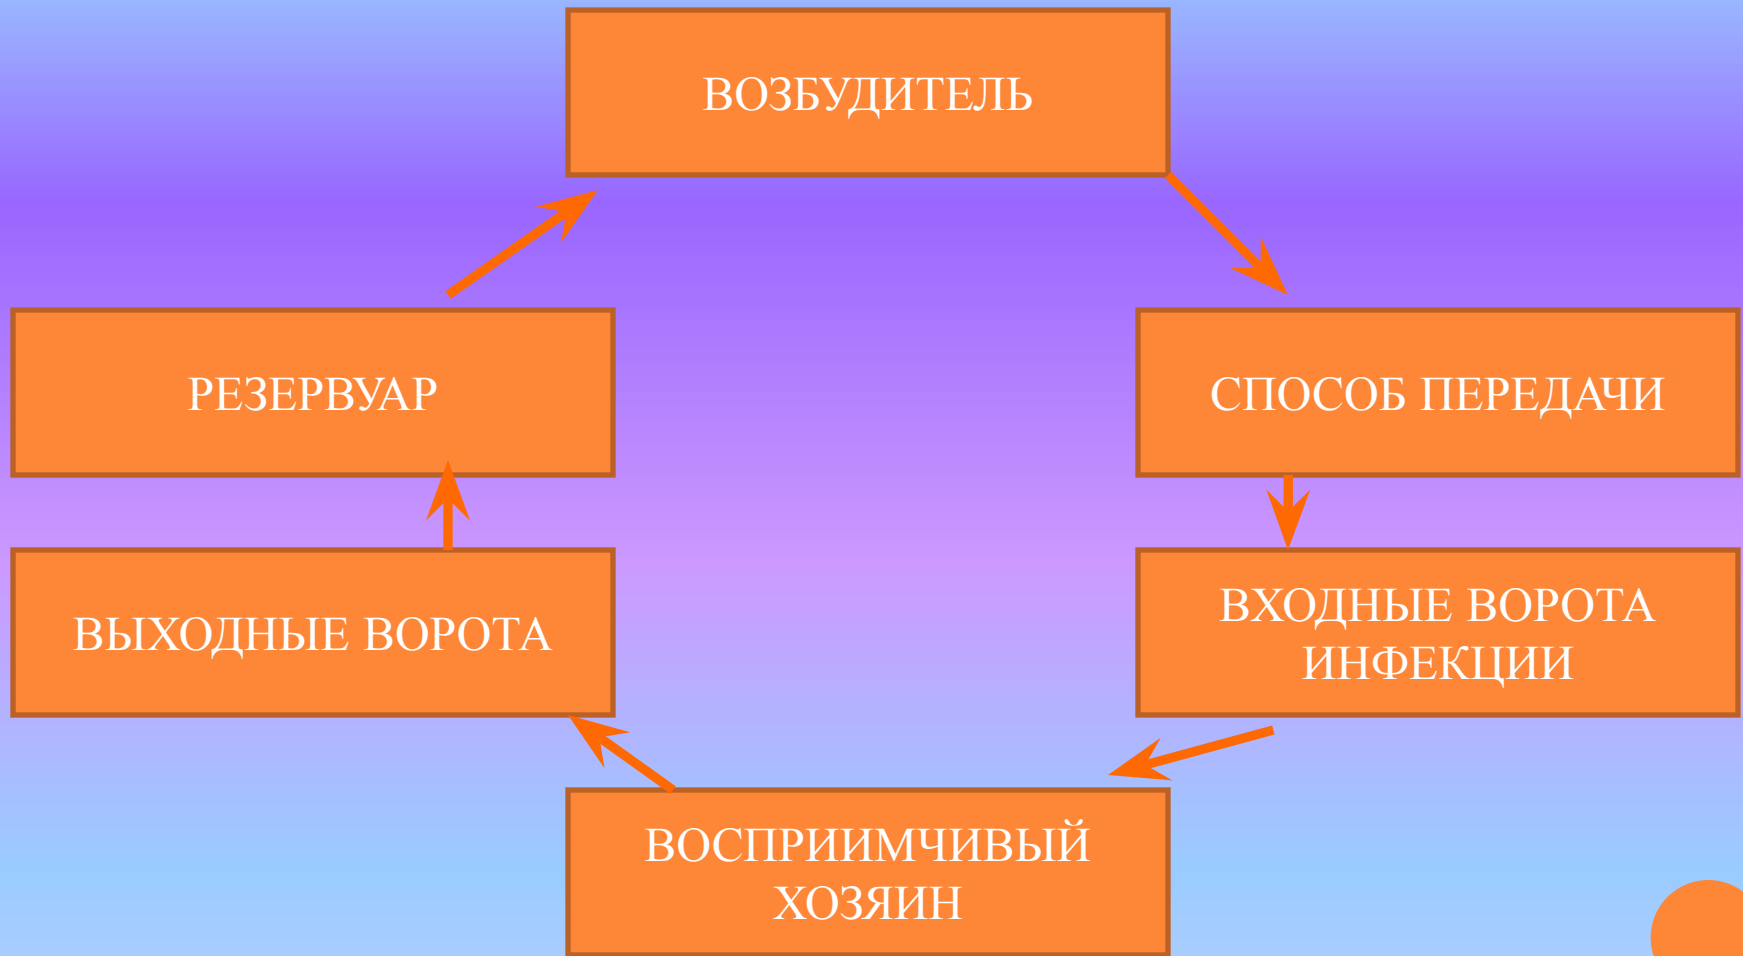 ВОЗБУДИТЕЛЬ
РЕЗЕРВУАР
СПОСОБ ПЕРЕДАЧИ
ВЫХОДНЫЕ ВОРОТА
ВХОДНЫЕ ВОРОТА
ИНФЕКЦИИ
ВОСПРИИМЧИВЫЙ
ХОЗЯИН